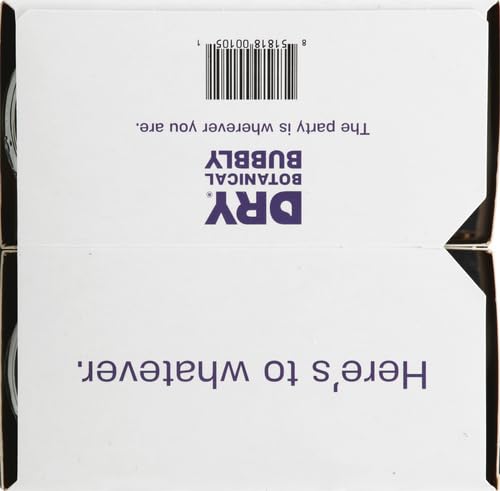 Here's to whatever.
DRY®
BOTANICAL
BUBBLY
The party is wherever you are.
8 51818 00105 1